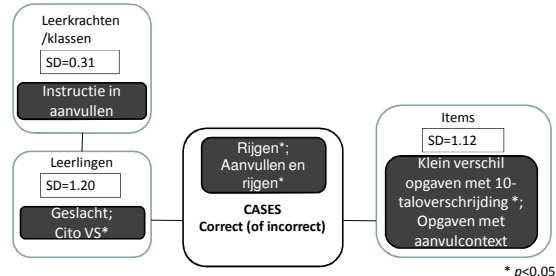 Leerkrachten
/klassen
SD=0.31
Instructie in
aanvullen
Leerlingen
SD=1.20
Geslacht;
Cito VS*
Rijgen*;
Aanvullen en
rijgen*
CASES
Correct (of incorrect)
Items
SD=1.12
Klein verschil
opgaven met 10-
taloverschrijding *;
Opgaven met
aanvulcontext
* p<0.05